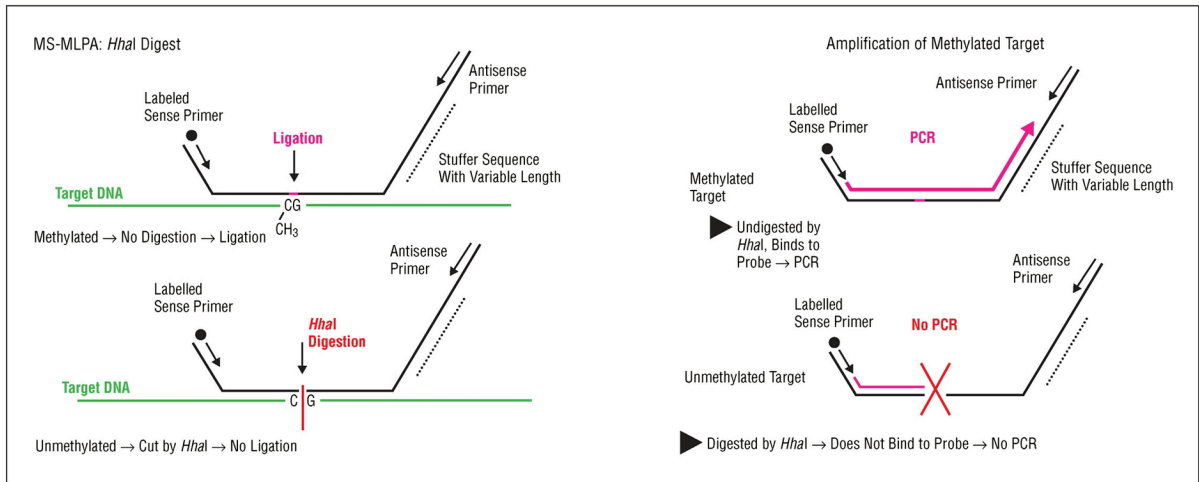 MS-MLPA: HhaI Digest
Antisense
Primer
Labeled
Sense Primer
Ligation
Stuffer Sequence
With Variable Length
Target DNA
CG
CH3
Methylated → No Digestion → Ligation
Antisense
Primer
Labelled
Sense Primer
HhaI
Digestion
Target DNA
C G
Unmethylated → Cut by HhaI → No Ligation
Amplification of Methylated Target
Antisense Primer
Labelled
Sense Primer
PCR
Stuffer Sequence
With Variable Length
Methylated
Target
Undigested by
HhaI, Binds to
Probe → PCR
Antisense
Primer
Labelled
Sense Primer
No PCR
Unmethylated Target
Digested by HhaI → Does Not Bind to Probe → No PCR